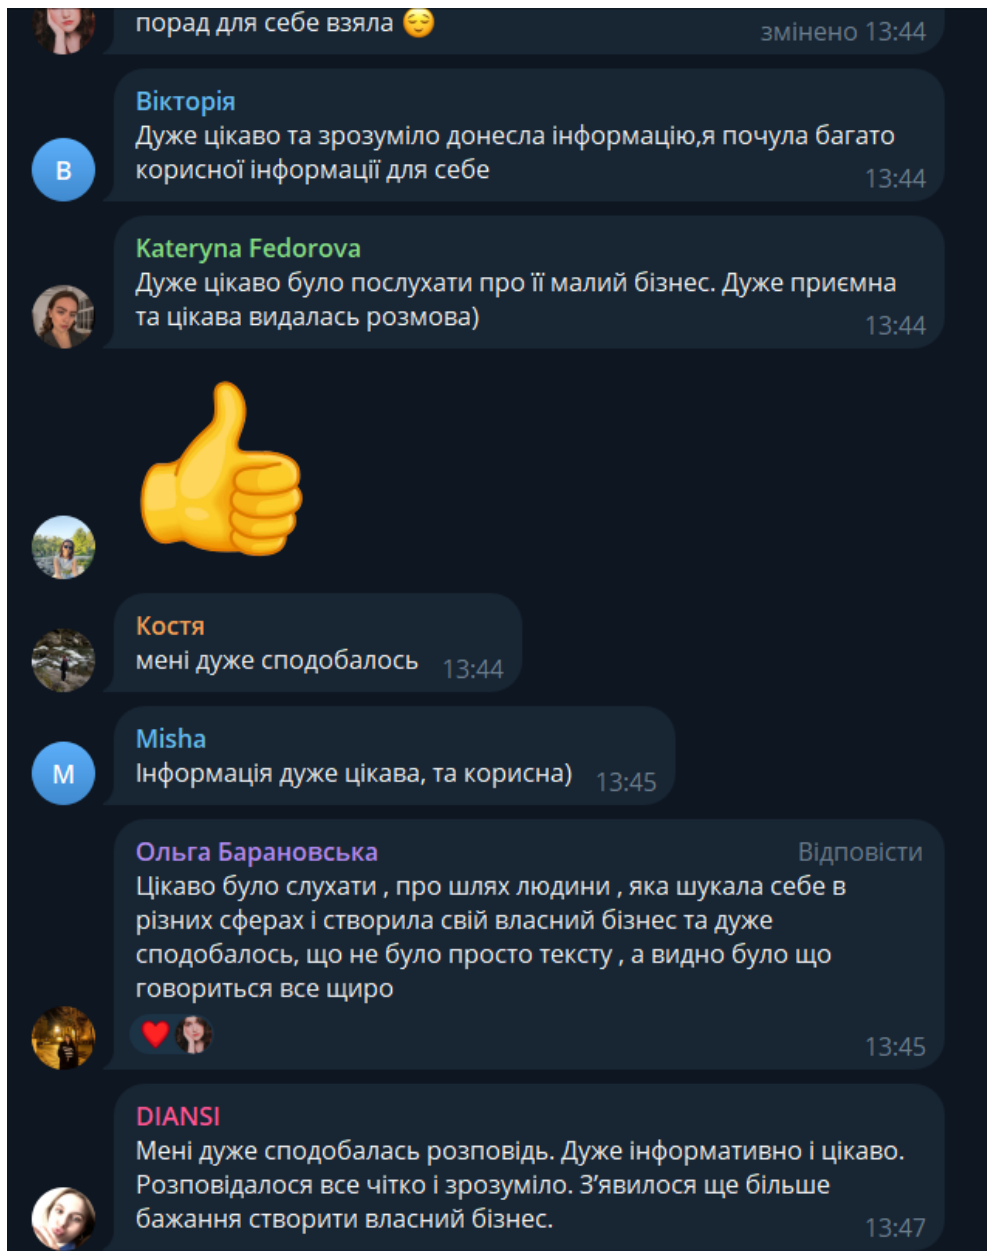 порад для себе взяла 😌
змінено 13:44
Вікторія
Дуже цікаво та зрозуміло донесла інформацію,я почула багато
корисної інформації для себе
13:44
В
Kateryna Fedorova
Дуже цікаво було послухати про її малий бізнес. Дуже приємна
та цікава видалась розмова)
13:44
Костя
мені дуже сподобалось 13:44
Misha
Інформація дуже цікава, та корисна) 13:45
M
Ольга Барановська Відповісти
Цікаво було слухати , про шлях людини , яка шукала себе в
різних сферах і створила свій власний бізнес та дуже
сподобалось, що не було просто тексту , а видно було що
говориться все щиро
13:45
DIANSI
Мені дуже сподобалась розповідь. Дуже інформативно і цікаво.
Розповідалося все чітко і зрозуміло. З’явилося ще більше
бажання створити власний бізнес.
13:47